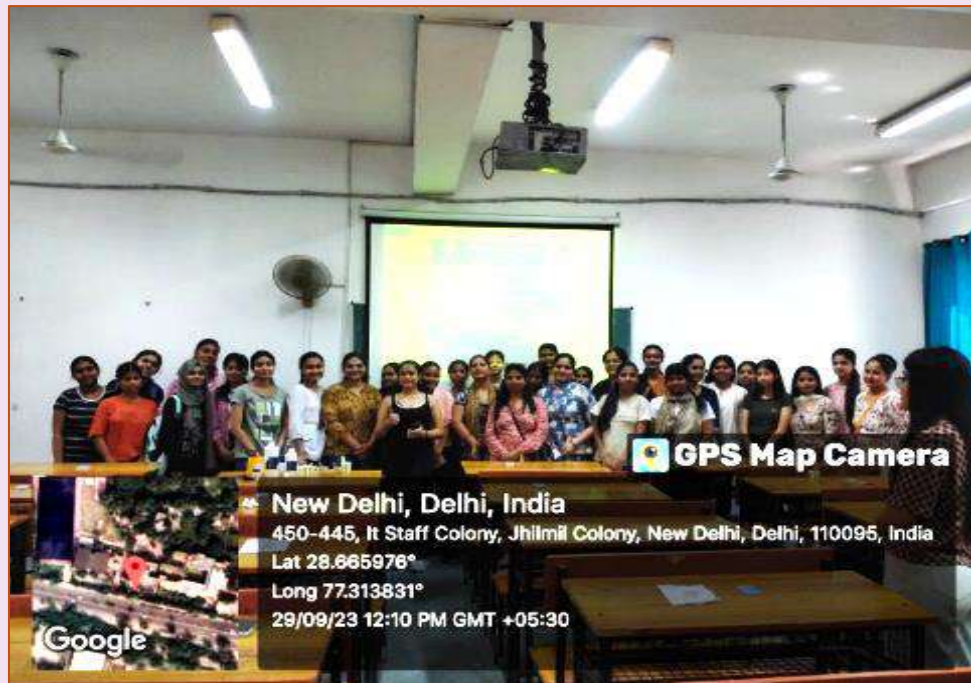 GPS Map Camera
New Delhi, Delhi, India
450-445, It Staff Colony, Jhilmil Colony, New Delhi, Delhi, 110095, India
Lat 28.665976°
Long 77.313831°
29/09/23 12:10 PM GMT +05:30
Google